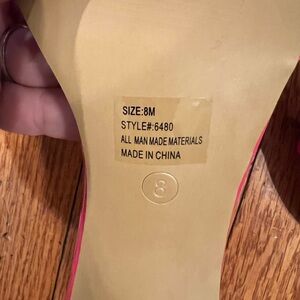 SIZE:8M
STYLE#:6480
ALL MAN MADE MATERIALS
MADE IN CHINA
8